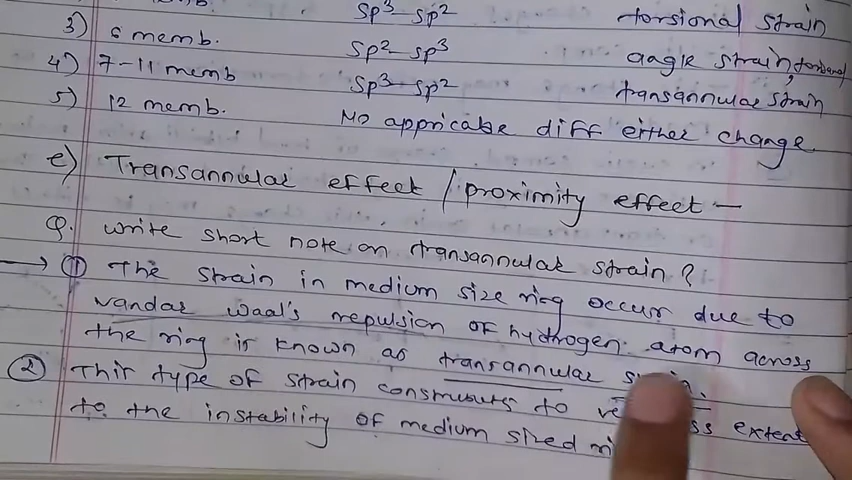 memb. sp³-sp² torsional strain
3) 6 memb. sp²-sp³ aagle strain,
4) 7-11 memb sp³-sp² transannular strain
5) 12 memb. No appricable diff either change.
e) Transannular effect / proximity effect —
Q. write short note on transannular strain?
→ ① The strain in medium size ring occur due to
vandar waal's repulsion of hydrogen atom across
the ring is known as transannular
② This type of strain to extent
to the instability of medium sized